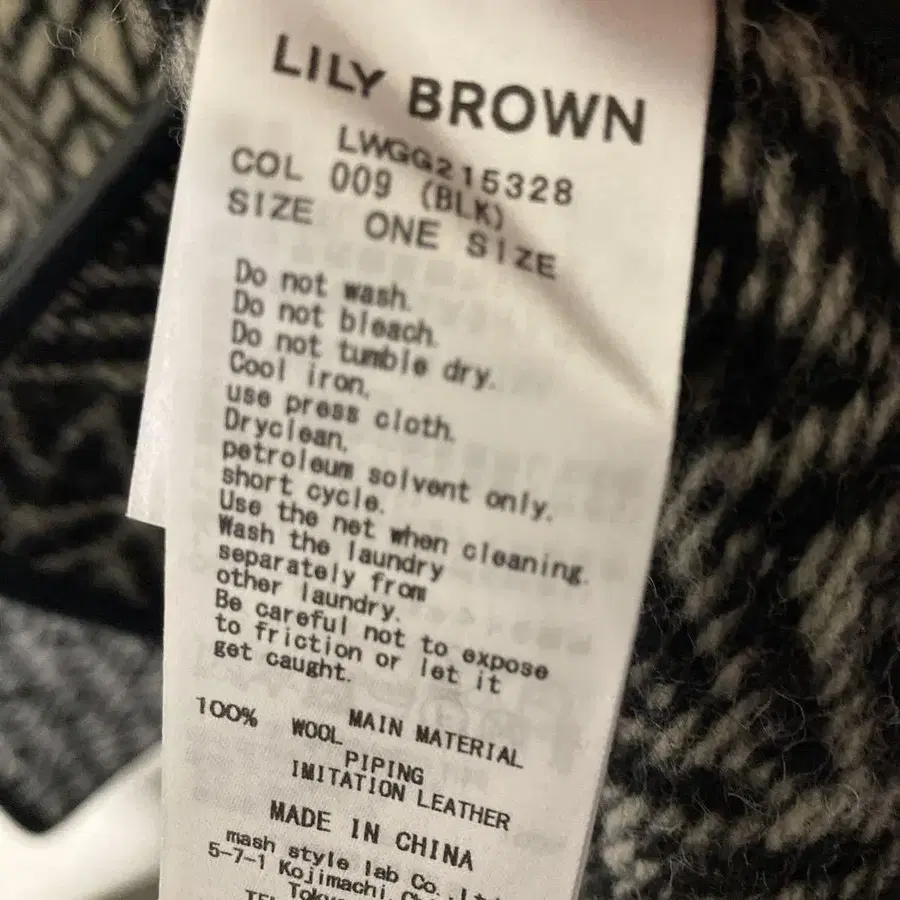 LILY BROWN
LWGG215328
COL 009 (BLK)
SIZE ONE SIZE
Do not wash.
Do not bleach.
Do not tumble dry.
Cool iron,
use press cloth.
Dryclean,
petroleum solvent only,
short cycle.
Use the net when cleaning.
Wash the laundry
separately from
other laundry.
Be careful not to expose
to friction or let it
get caught.
MAIN MATERIAL
100% WOOL
PIPING
IMITATION LEATHER
MADE IN CHINA
mash style lab Co.
5-7-1 Kojimachi